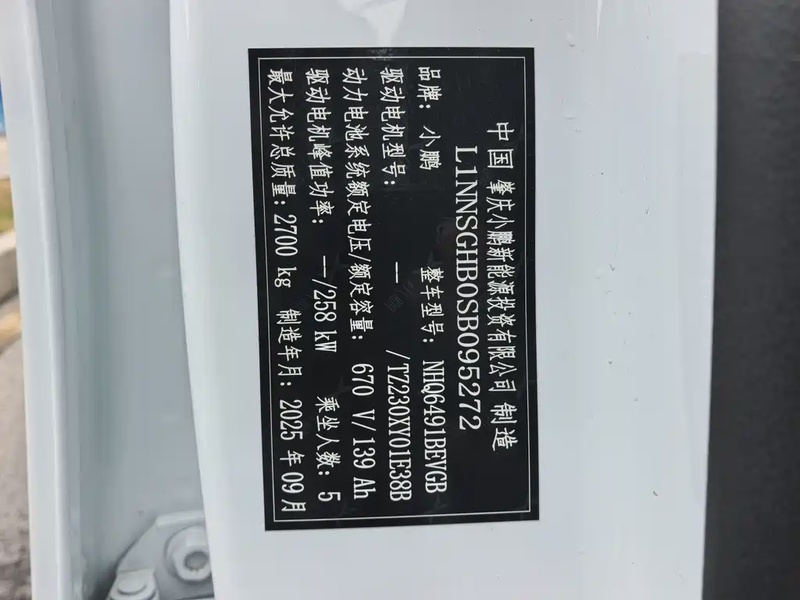 中国 肇庆小鹏新能源投资有限公司 制造
L1NNSGHB0SB095272
品牌: 小鹏 整车型号: NHQ6491BEVGB
驱动电机型号: — /TZ230XY01E38B
动力电池系统额定电压/额定容量: 670 V/139 Ah
驱动电机峰值功率: —/258 kW 乘坐人数: 5
最大允许总质量: 2700 kg 制造年月: 2025 年 09 月